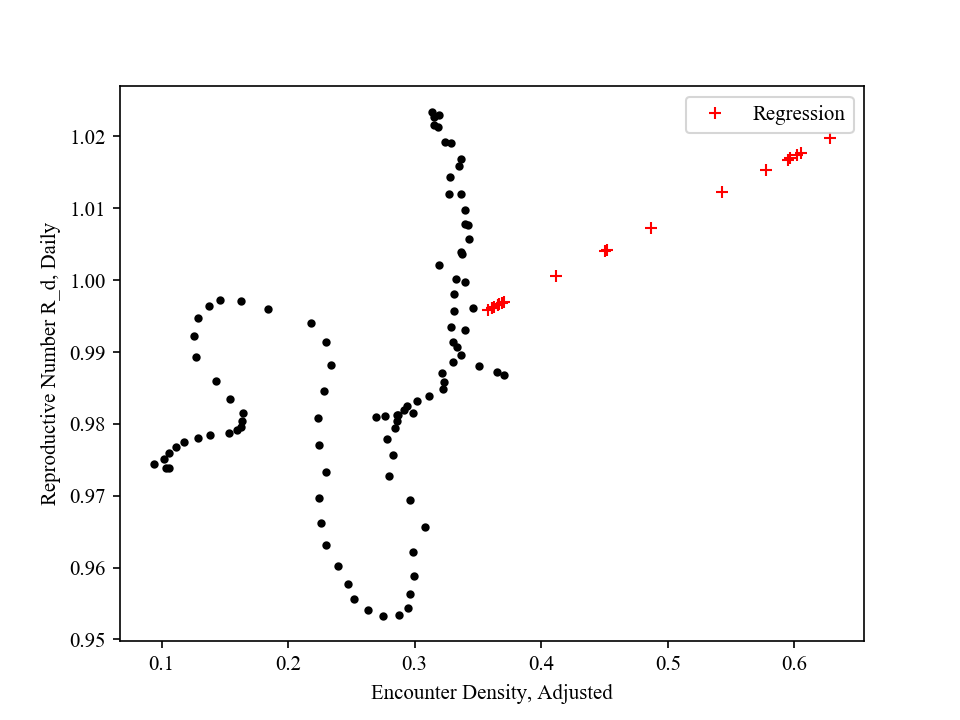 Regression
1.02
1.01
1.00
0.99
0.98
0.97
0.96
0.95
Reproductive Number R_d, Daily
0.1 0.2 0.3 0.4 0.5 0.6
Encounter Density, Adjusted